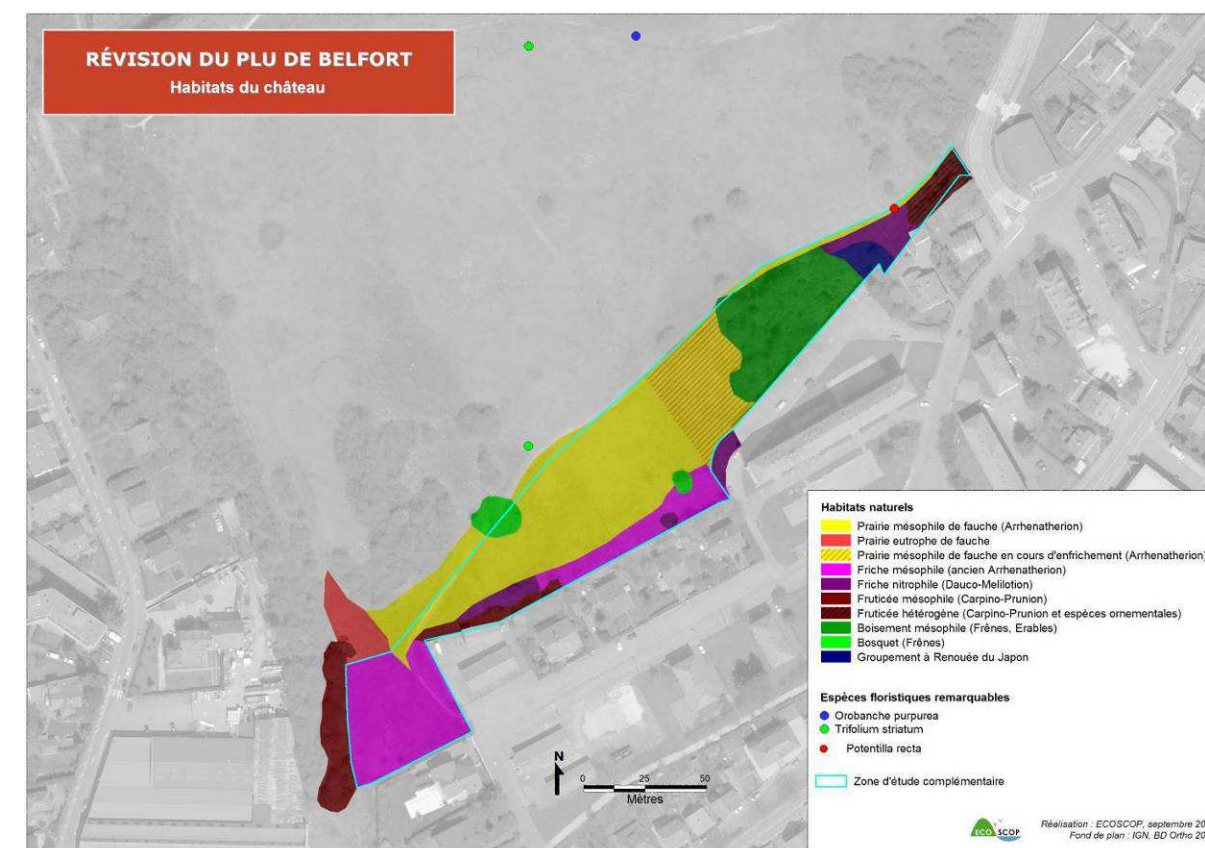 RÉVISION DU PLU DE BELFORT
Habitats du château
Habitats naturels
Prairie mésophile de fauche (Arrhenatherion)
Prairie eutrophe de fauche
Prairie mésophile de fauche en cours d'enfrichement (Arrhenatherion)
Friche mésophile (ancien Arrhenatherion)
Friche nitrophile (Dauco-Melilotion)
Fruticée mésophile (Carpino-Prunion)
Fruticée hétérogène (Carpino-Prunion et espèces ornementales)
Boisement mésophile (Frênes, Erables)
Bosquet (Frênes)
Groupement à Renouée du Japon
Espèces floristiques remarquables
Orobanche purpurea
Trifolium striatum
Potentilla recta
Zone d'étude complémentaire
N
0 25 50
Mètres
ECO SCOP
Réalisation : ECOSCOP, septembre 20
Fond de plan : IGN, BD Ortho 20